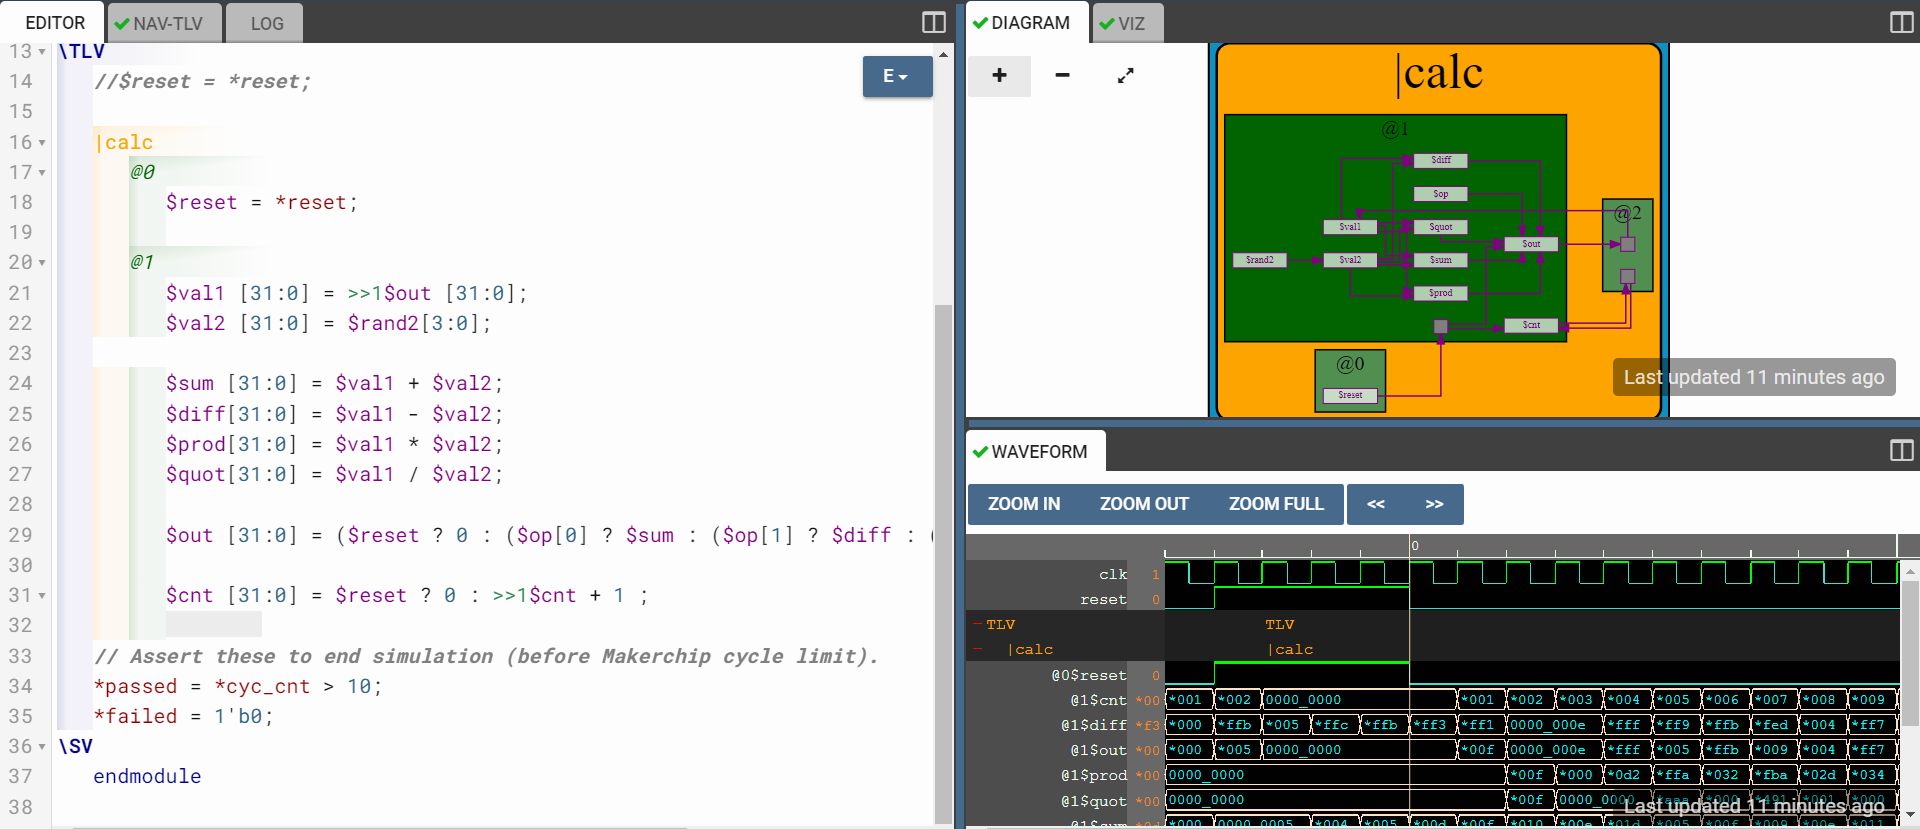 EDITOR
NAV-TLV
LOG
13 \TLV
14 //$reset = *reset;
15
16 |calc
17 @0
18 $reset = *reset;
19
20 @1
21 $val1 [31:0] = >>1$out [31:0];
22 $val2 [31:0] = $rand2[3:0];
23
24 $sum [31:0] = $val1 + $val2;
25 $diff[31:0] = $val1 - $val2;
26 $prod[31:0] = $val1 * $val2;
27 $quot[31:0] = $val1 / $val2;
28
29 $out [31:0] = ($reset ? 0 : ($op[0] ? $sum : ($op[1] ? $diff : (
30
31 $cnt [31:0] = $reset ? 0 : >>1$cnt + 1 ;
32
33 // Assert these to end simulation (before Makerchip cycle limit).
34 *passed = *cyc_cnt > 10;
35 *failed = 1'b0;
36 \SV
37 endmodule
38
E
DIAGRAM
VIZ
+ −
|calc
@1
$diff
$op
$val1
$quot
$out
$rand2
$val2
$sum
$prod
$cnt
@2
@0
$reset
Last updated 11 minutes ago
WAVEFORM
ZOOM IN
ZOOM OUT
ZOOM FULL
<<
>>
0
clk 1
reset 0
TLV TLV
|calc |calc
@0$reset 0
@1$cnt *00 *001 *002 0000_0000 *001 *002 *003 *004 *005 *006 *007 *008 *009
@1$diff *f3 *000 *ffb *005 *ffc *ffb *ff3 *ff1 0000_000e *fff *ff9 *ffb *fed *004 *ff7
@1$out *00 *000 *005 0000_0000 *00f 0000_000e *fff *005 *ffb *009 *004 *ff7
@1$prod *00 0000_0000 *00f *000 *0d2 *ffa *032 *fba *02d *034
@1$quot *00 0000_0000 *00f 0000_0000
Last updated 11 minutes ago